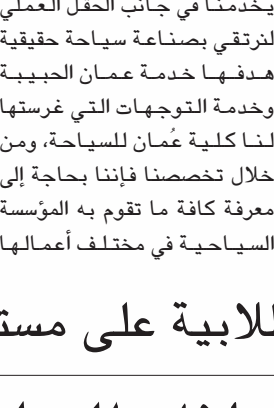 يخدمنا في جانب الحقل العملي
لنرتقي بصناعة سياحة حقيقية
هدفها خدمة عمان الحبيبة
وخدمة التوجهات التي غرستها
لنا كلية عُمان للسياحة، ومن
خلال تخصصنا فإننا بحاجة إلى
معرفة كافة ما تقوم به المؤسسة
السياحية في مختلف أعمالها
للابية على مست